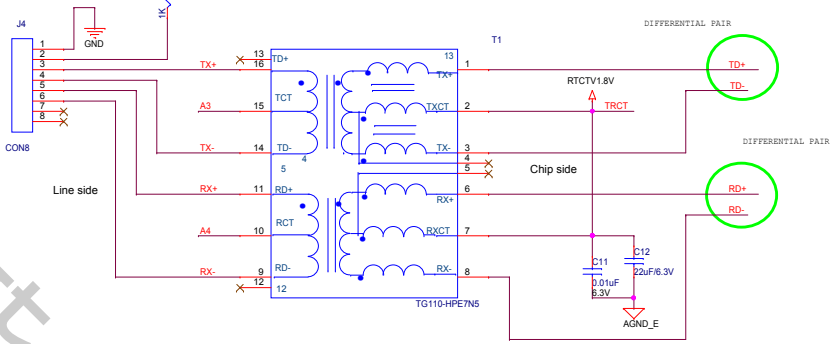 J4
1K
GND
1
2
3
4
5
6
7
8
CON8
Line side
TX+
A3
TX-
RX+
A4
RX-
13
16
15
14
11
10
9
12
TD+
TCT
TD-
4
5
RD+
RCT
RD-
12
T1
13
TX+
TXCT
TX-
RX+
RXCT
RX-
1
2
3
4
5
6
7
8
TG110-HPE7N5
Chip side
RTCTV1.8V
TRCT
DIFFERENTIAL PAIR
TD+
TD-
DIFFERENTIAL PAIR
RD+
RD-
C11
0.01uF
6.3V
C12
22uF/6.3V
AGND_E